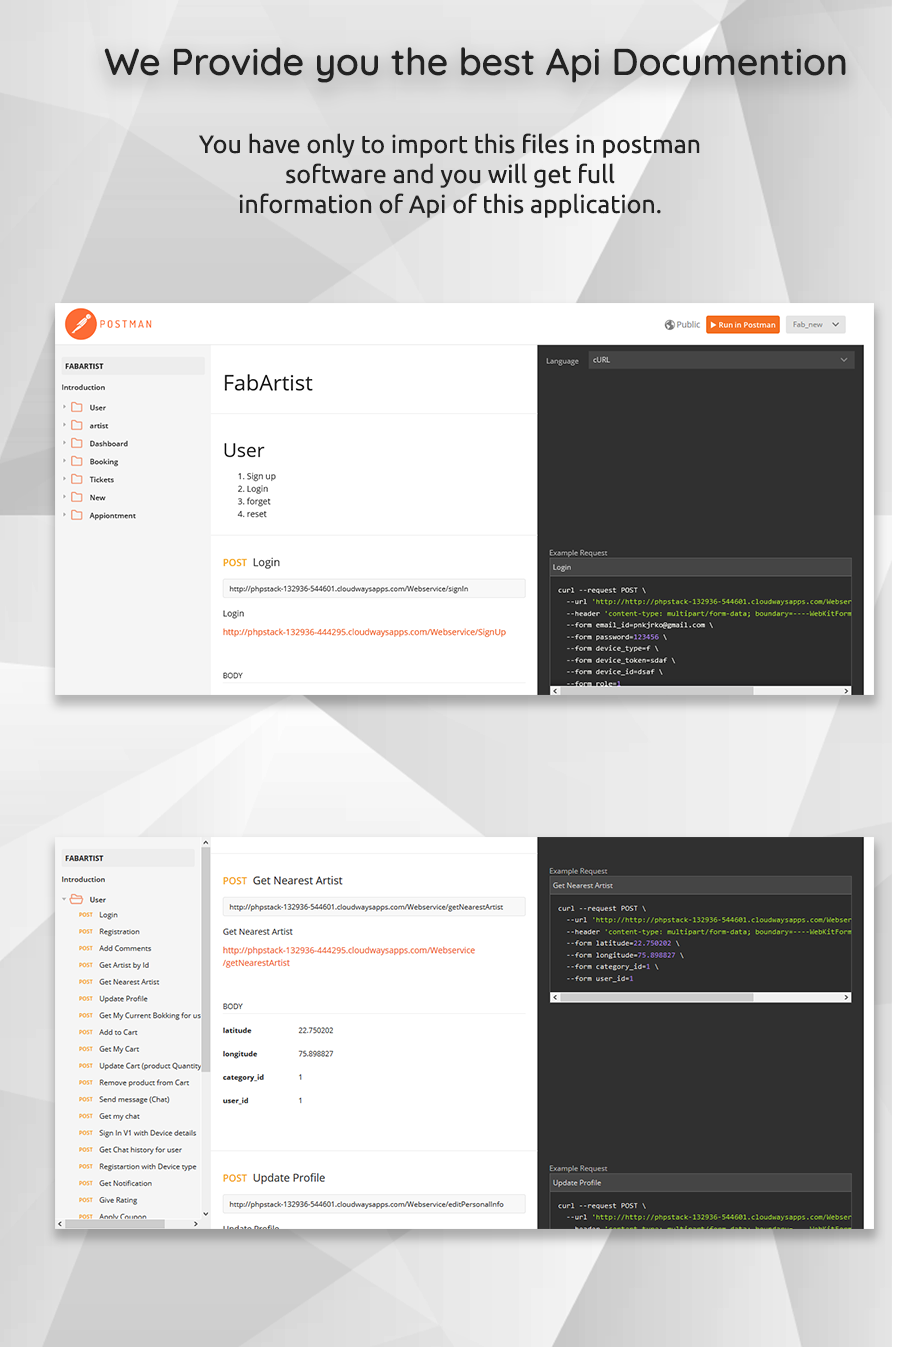 We Provide you the best Api Documention
You have only to import this files in postman
software and you will get full
information of Api of this application.
POSTMAN
Public
Run in Postman
Fab_new
FABARTIST
Introduction
User
artist
Dashboard
Booking
Tickets
New
Appiontment
FabArtist
User
1. Sign up
2. Login
3. forget
4. reset
POST Login
http://phpstack-132936-544601.cloudwaysapps.com/Webservice/signIn
Login
http://phpstack-132936-444295.cloudwaysapps.com/Webservice/SignUp
BODY
Language cURL
Example Request
Login
curl --request POST \
--url 'http://http://phpstack-132936-544601.cloudwaysapps.com/Webser
--header 'content-type: multipart/form-data; boundary=----WebKitForm
--form email_id=pnkjrko@gmail.com \
--form password=123456 \
--form device_type=f \
--form device_token=sdaf \
--form device_id=dsaf \
--form role=1
FABARTIST
Introduction
User
POST Login
POST Registration
POST Add Comments
POST Get Artist by Id
POST Get Nearest Artist
POST Update Profile
POST Get My Current Bokking for us
POST Add to Cart
POST Get My Cart
POST Update Cart (product Quantity
POST Remove product from Cart
POST Send message (Chat)
POST Get my chat
POST Sign In V1 with Device details
POST Get Chat history for user
POST Registartion with Device type
POST Get Notification
POST Give Rating
POST Apply Coupon
POST Get Nearest Artist
http://phpstack-132936-544601.cloudwaysapps.com/Webservice/getNearestArtist
Get Nearest Artist
http://phpstack-132936-444295.cloudwaysapps.com/Webservice
/getNearestArtist
BODY
latitude 22.750202
longitude 75.898827
category_id 1
user_id 1
POST Update Profile
http://phpstack-132936-544601.cloudwaysapps.com/Webservice/editPersonalInfo
Update Profile
Example Request
Get Nearest Artist
curl --request POST \
--url 'http://http://phpstack-132936-544601.cloudwaysapps.com/Webser
--header 'content-type: multipart/form-data; boundary=----WebKitForm
--form latitude=22.750202 \
--form longitude=75.898827 \
--form category_id=1 \
--form user_id=1
Example Request
Update Profile
curl --request POST \
--url 'http://http://phpstack-132936-544601.cloudwaysapps.com/Webser
--header 'content-type: multipart/form-data; boundary=----WebKitForm